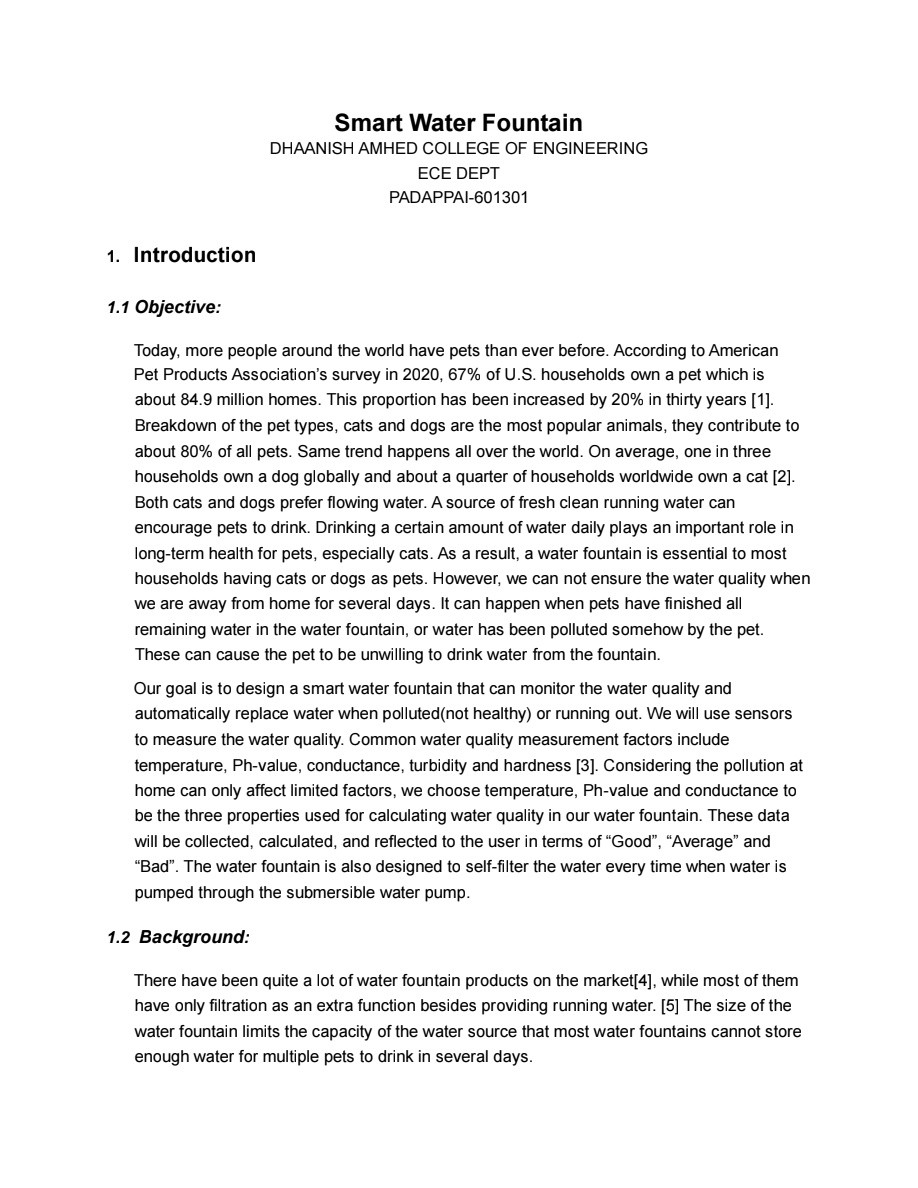 Smart Water Fountain
DHAANISH AMHED COLLEGE OF ENGINEERING
ECE DEPT
PADAPPAI-601301
1. Introduction
1.1 Objective:
Today, more people around the world have pets than ever before. According to American
Pet Products Association’s survey in 2020, 67% of U.S. households own a pet which is
about 84.9 million homes. This proportion has been increased by 20% in thirty years [1].
Breakdown of the pet types, cats and dogs are the most popular animals, they contribute to
about 80% of all pets. Same trend happens all over the world. On average, one in three
households own a dog globally and about a quarter of households worldwide own a cat [2].
Both cats and dogs prefer flowing water. A source of fresh clean running water can
encourage pets to drink. Drinking a certain amount of water daily plays an important role in
long-term health for pets, especially cats. As a result, a water fountain is essential to most
households having cats or dogs as pets. However, we can not ensure the water quality when
we are away from home for several days. It can happen when pets have finished all
remaining water in the water fountain, or water has been polluted somehow by the pet.
These can cause the pet to be unwilling to drink water from the fountain.
Our goal is to design a smart water fountain that can monitor the water quality and
automatically replace water when polluted(not healthy) or running out. We will use sensors
to measure the water quality. Common water quality measurement factors include
temperature, Ph-value, conductance, turbidity and hardness [3]. Considering the pollution at
home can only affect limited factors, we choose temperature, Ph-value and conductance to
be the three properties used for calculating water quality in our water fountain. These data
will be collected, calculated, and reflected to the user in terms of “Good”, “Average” and
“Bad”. The water fountain is also designed to self-filter the water every time when water is
pumped through the submersible water pump.
1.2 Background:
There have been quite a lot of water fountain products on the market[4], while most of them
have only filtration as an extra function besides providing running water. [5] The size of the
water fountain limits the capacity of the water source that most water fountains cannot store
enough water for multiple pets to drink in several days.